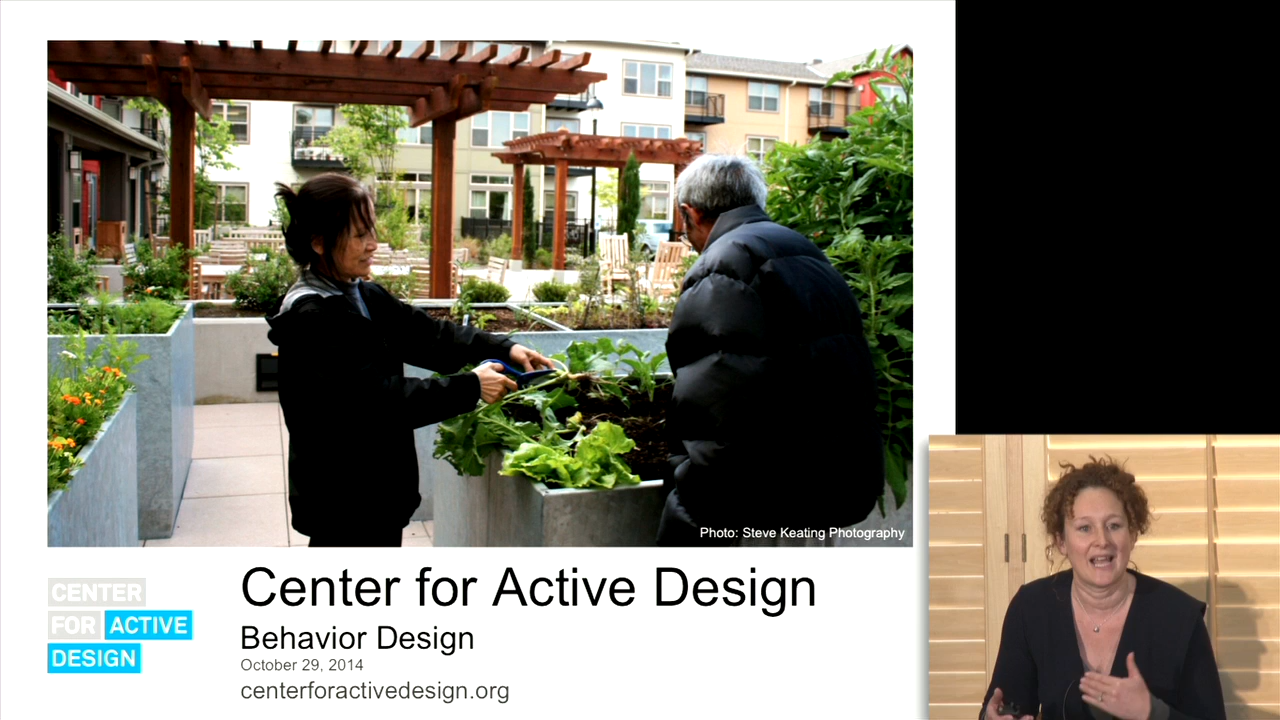 Photo: Steve Keating Photography
CENTER
FOR ACTIVE
DESIGN
Center for Active Design
Behavior Design
October 29, 2014
centerforactivedesign.org